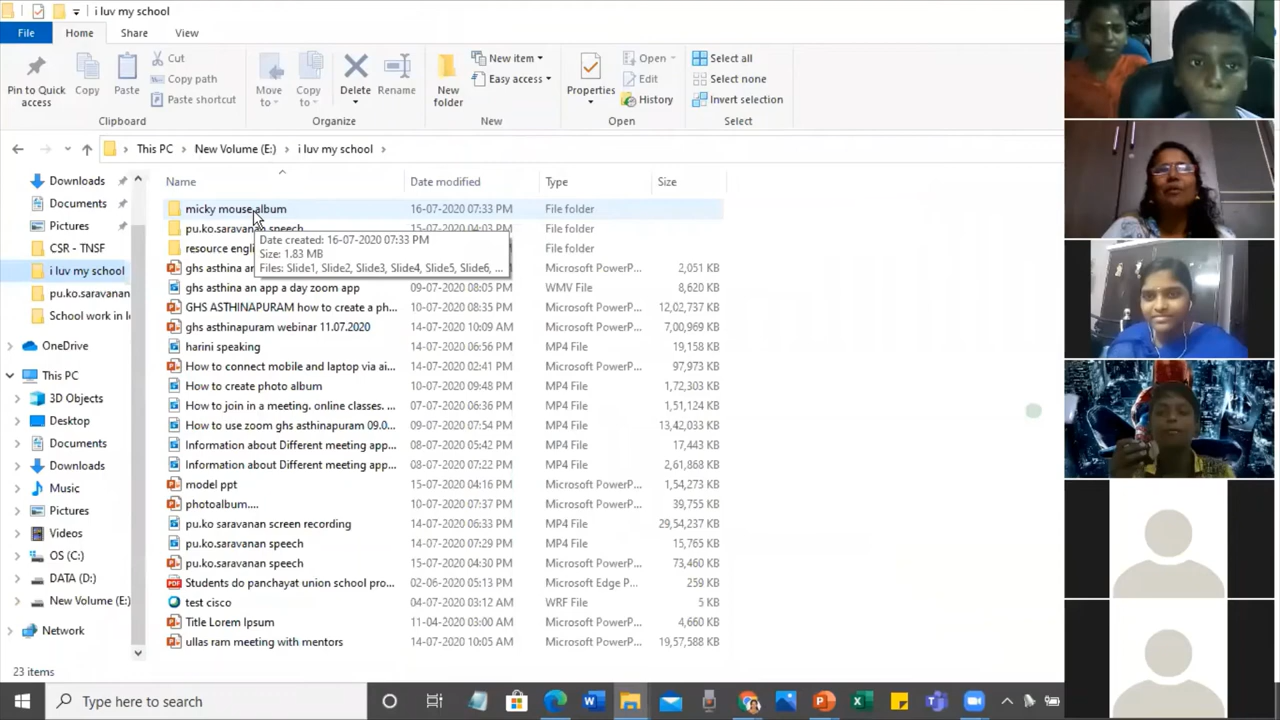 i luv my school
File Home Share View
Pin to Quick access
Copy
Paste
Cut
Copy path
Paste shortcut
Clipboard
Move to
Copy to
Delete
Rename
Organize
New folder
New item
Easy access
New
Properties
Open
Edit
History
Open
Select all
Select none
Invert selection
Select
This PC New Volume (E:) i luv my school
Name Date modified Type Size
Downloads
Documents
Pictures
CSR - TNSF
i luv my school
pu.ko.saravanan
School work in
OneDrive
This PC
3D Objects
Desktop
Documents
Downloads
Music
Pictures
Videos
OS (C:)
DATA (D:)
New Volume (E:)
Network
micky mouse album 16-07-2020 07:33 PM File folder
pu.ko.saravanan speech 15-07-2020 04:03 PM File folder
resource engl File folder
Date created: 16-07-2020 07:33 PM
Size: 1.83 MB
Files: Slide1, Slide2, Slide3, Slide4, Slide5, Slide6, ...
ghs asthina ar Microsoft PowerP... 2,051 KB
ghs asthina an app a day zoom app 09-07-2020 08:05 PM WMV File 8,620 KB
GHS ASTHINAPURAM how to create a ph... 10-07-2020 08:35 PM Microsoft PowerP... 12,02,737 KB
ghs asthinapuram webinar 11.07.2020 14-07-2020 10:09 AM Microsoft PowerP... 7,00,969 KB
harini speaking 14-07-2020 06:56 PM MP4 File 19,158 KB
How to connect mobile and laptop via ai... 14-07-2020 02:41 PM Microsoft PowerP... 97,973 KB
How to create photo album 10-07-2020 09:48 PM MP4 File 1,72,303 KB
How to join in a meeting. online classes. ... 07-07-2020 06:36 PM MP4 File 1,51,124 KB
How to use zoom ghs asthinapuram 09.0... 09-07-2020 07:54 PM MP4 File 13,42,033 KB
Information about Different meeting app... 08-07-2020 05:42 PM MP4 File 17,443 KB
Information about Different meeting app... 08-07-2020 07:22 PM MP4 File 2,61,868 KB
model ppt 15-07-2020 04:16 PM Microsoft PowerP... 1,54,273 KB
photoalbum.... 10-07-2020 07:37 PM Microsoft PowerP... 39,755 KB
pu.ko saravanan screen recording 14-07-2020 06:33 PM MP4 File 29,54,237 KB
pu.ko.saravanan speech 14-07-2020 07:29 PM MP4 File 15,765 KB
pu.ko.saravanan speech 15-07-2020 04:30 PM Microsoft PowerP... 73,460 KB
Students do panchayat union school pro... 02-06-2020 05:13 PM Microsoft Edge P... 259 KB
test cisco 04-07-2020 03:12 AM WRF File 5 KB
Title Lorem Ipsum 11-04-2020 03:00 AM Microsoft PowerP... 4,660 KB
ullas ram meeting with mentors 14-07-2020 10:05 AM Microsoft PowerP... 19,57,588 KB
23 items
Type here to search